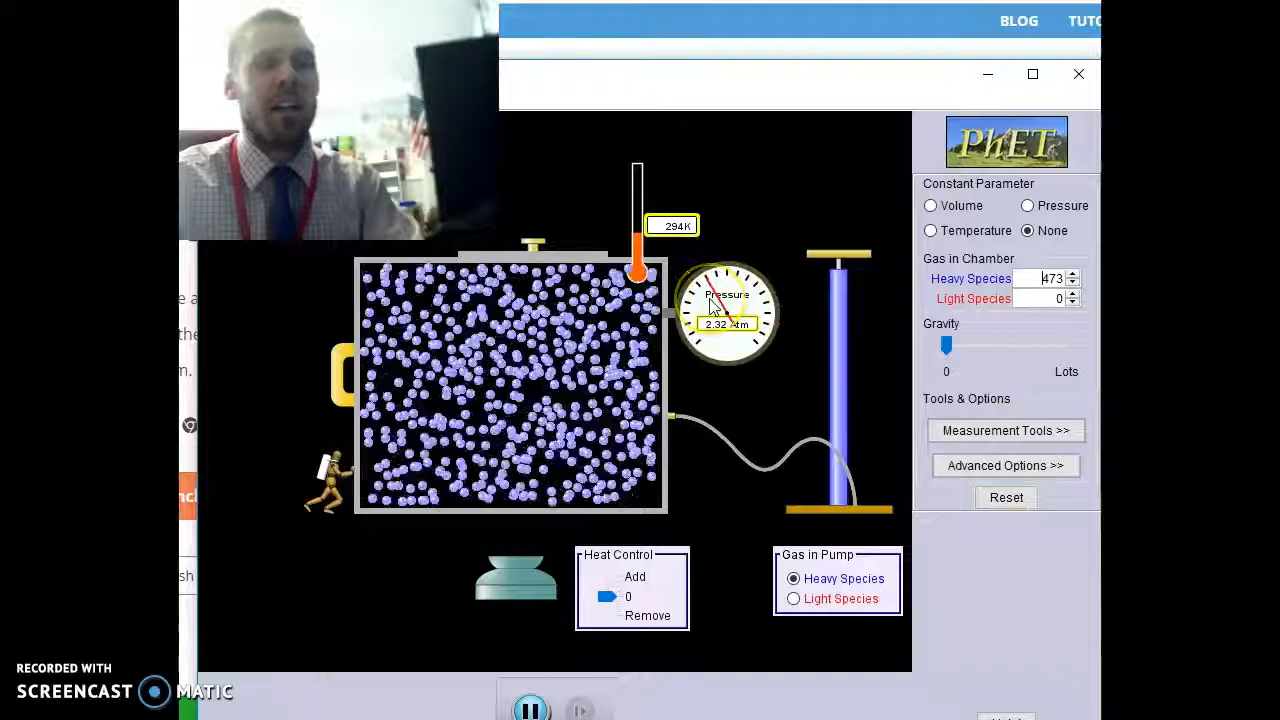 BLOG TUTO
PhET
Constant Parameter
Volume Pressure
Temperature None
Gas in Chamber
Heavy Species 473
Light Species 0
Gravity
0 Lots
Tools & Options
Measurement Tools >>
Advanced Options >>
Reset
294K
Pressure
2.32 Atm
Heat Control
Add
0
Remove
Gas in Pump
Heavy Species
Light Species
RECORDED WITH
SCREENCAST MATIC